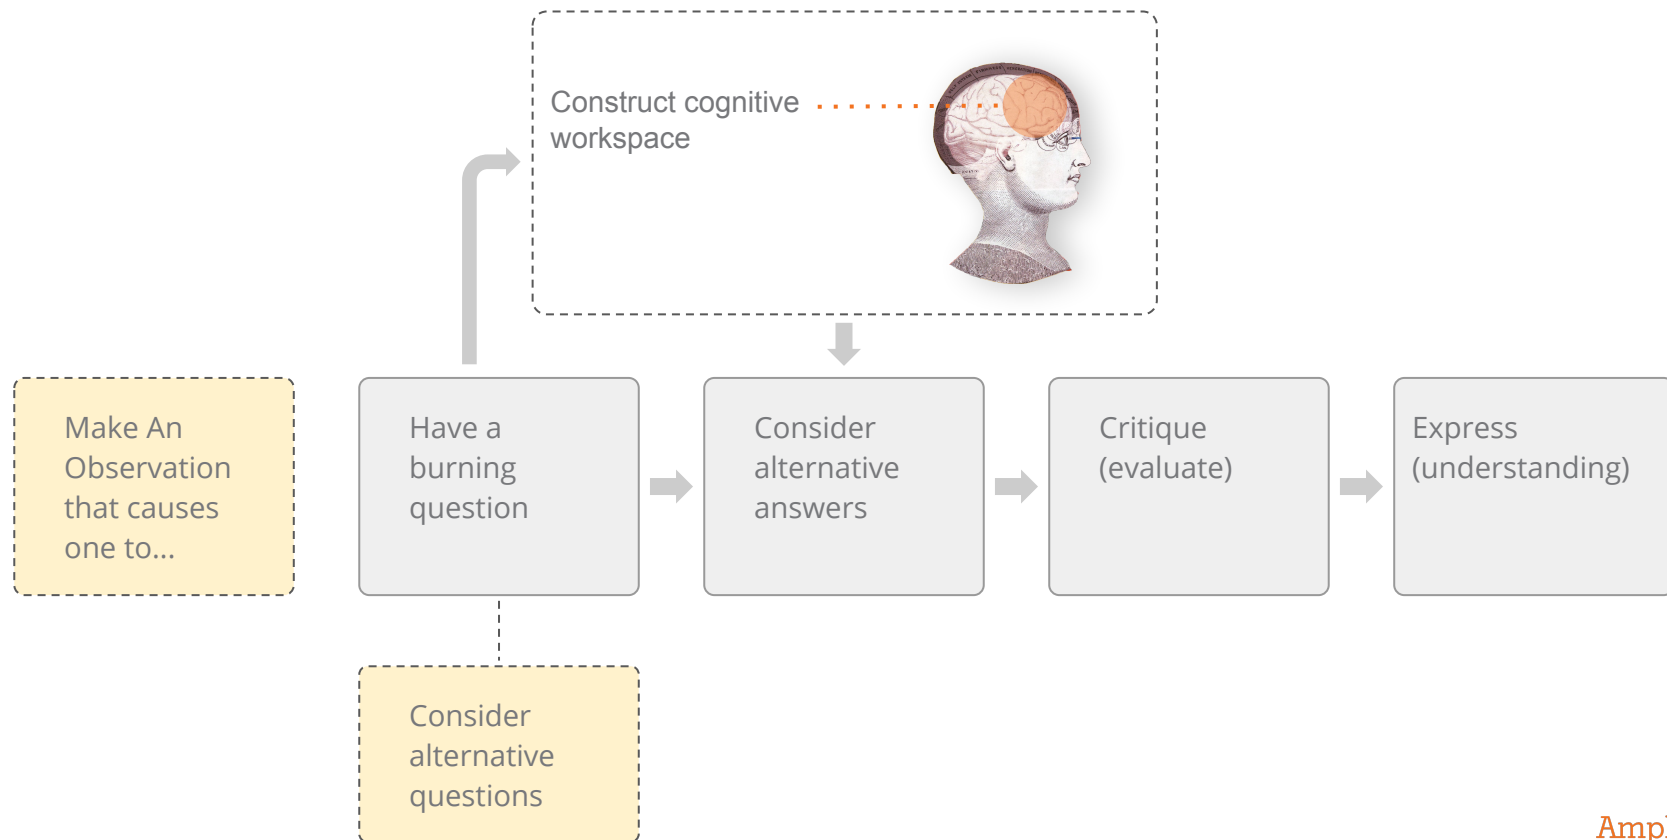 Construct cognitive
workspace
Make An
Observation
that causes
one to...
Have a
burning
question
Consider
alternative
answers
Critique
(evaluate)
Express
(understanding)
Consider
alternative
questions